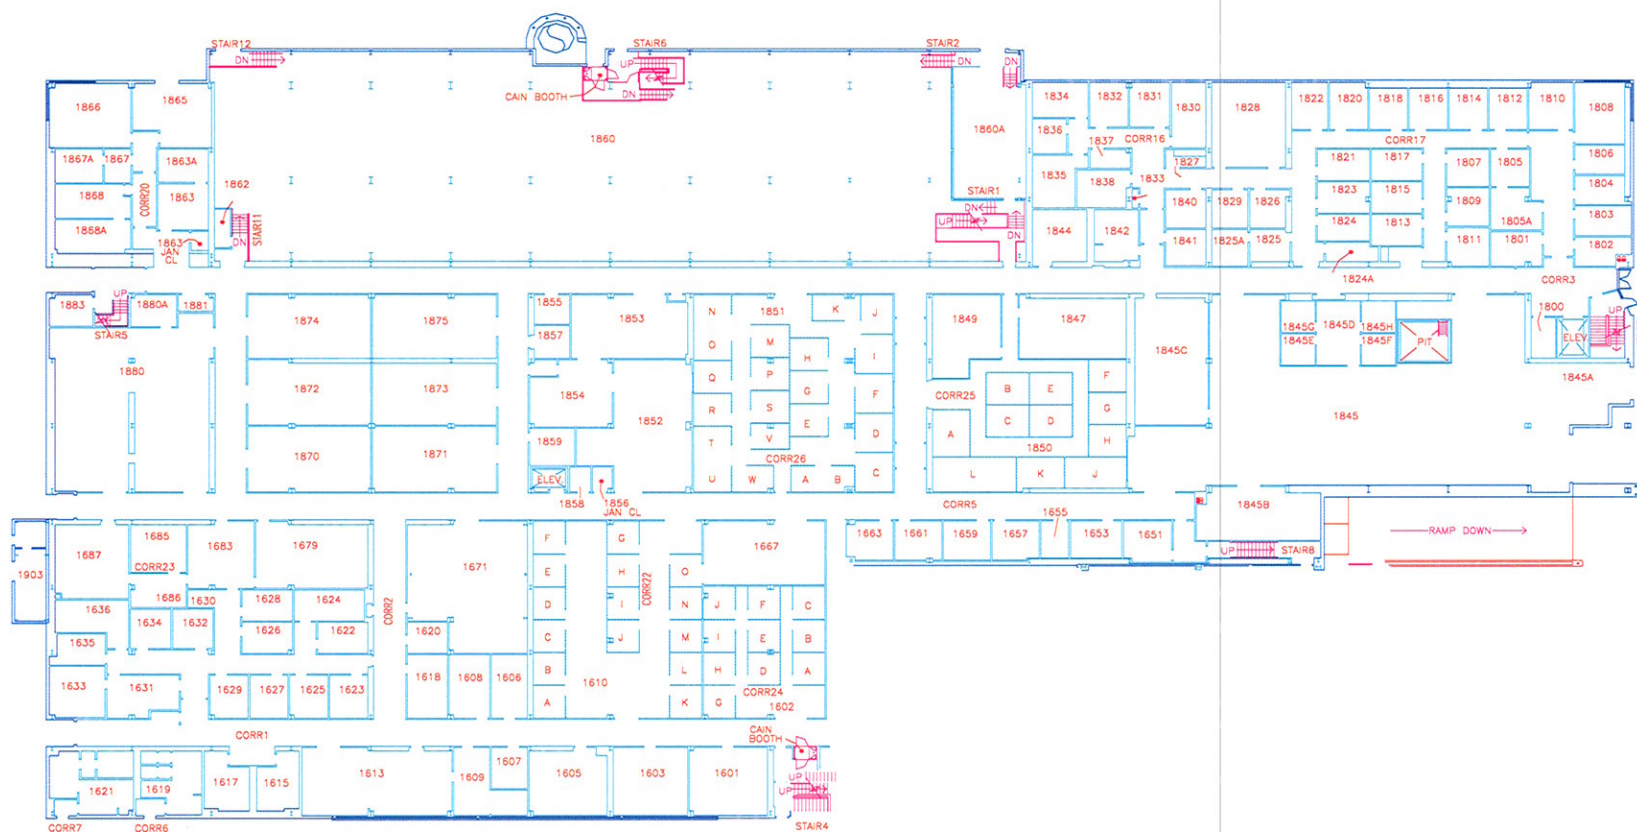 STAIR12
STAIR6
STAIR2
DN
UP
DN
DN
DN
CAIN BOOTH
1866
1865
1860
1860A
1834
1832
1831
1830
1828
1822
1820
1818
1816
1814
1812
1810
1808
1836
1837
CORR16
CORR17
1867A
1867
1863A
1862
1827
1821
1817
1807
1805
1806
1835
1838
1833
1868
CORR20
1863
STAIR1
1823
1815
1804
DN
1840
1829
1826
1809
UP
1824
1813
1805A
1803
1868A
STAIR11
1844
1842
1863
JAN
CL
DN
DN
1841
1825A
1825
1811
1801
1802
1824A
CORR3
1883
UP
1880A
1881
STAIR5
1874
1875
1855
1853
1857
N
1851
K
J
O
M
H
I
P
1849
1847
1845C
1845G
1845D
1845H
1845E
1845F
PIT
1800
UP
ELEV
1845A
1880
1872
1873
1854
Q
G
F
R
S
E
CORR25
B
E
F
C
D
G
1845
1852
1859
T
V
D
A
1850
H
1870
1871
CORR26
ELEV
U
W
A
B
C
L
K
J
1858
1856
JAN CL
CORR5
1655
1845B
1903
1687
1685
1683
1679
CORR23
1671
F
G
1667
1663
1661
1659
1657
1653
1651
UP
STAIR8
RAMP DOWN
E
H
CORR22
O
1686
1636
1630
1628
1624
CORR2
D
I
N
J
F
C
1634
1632
1626
1622
1620
C
J
M
I
E
B
1635
1633
1631
1629
1627
1625
1623
1618
1608
1606
B
1610
L
H
D
A
CORR24
A
K
G
1602
CORR1
CAIN
BOOTH
1621
1619
1617
1615
1613
1609
1607
1605
1603
1601
UP
UP
CORR7
CORR6
STAIR4